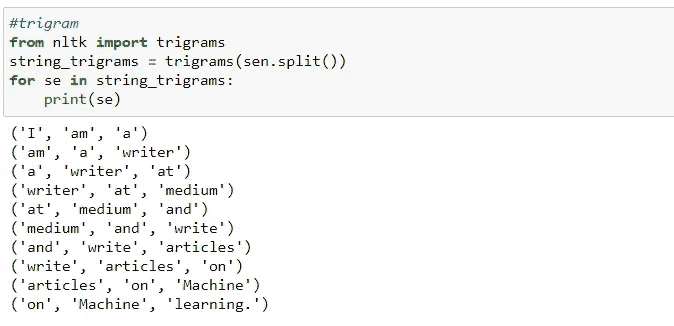 #trigram
from nltk import trigrams
string_trigrams = trigrams(sen.split())
for se in string_trigrams:
    print(se)
('I', 'am', 'a')
('am', 'a', 'writer')
('a', 'writer', 'at')
('writer', 'at', 'medium')
('at', 'medium', 'and')
('medium', 'and', 'write')
('and', 'write', 'articles')
('write', 'articles', 'on')
('articles', 'on', 'Machine')
('on', 'Machine', 'learning.')